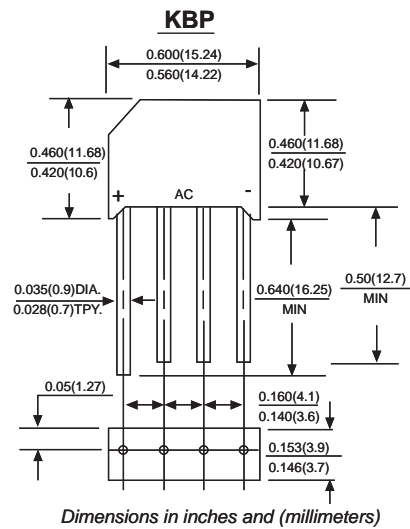 KBP
0.600(15.24)
0.560(14.22)
0.460(11.68)
0.420(10.6)
0.460(11.68)
0.420(10.67)
+ AC -
0.035(0.9)DIA.
0.028(0.7)TPY.
0.640(16.25)
MIN
0.50(12.7)
MIN
0.05(1.27)
0.160(4.1)
0.140(3.6)
0.153(3.9)
0.146(3.7)
Dimensions in inches and (millimeters)